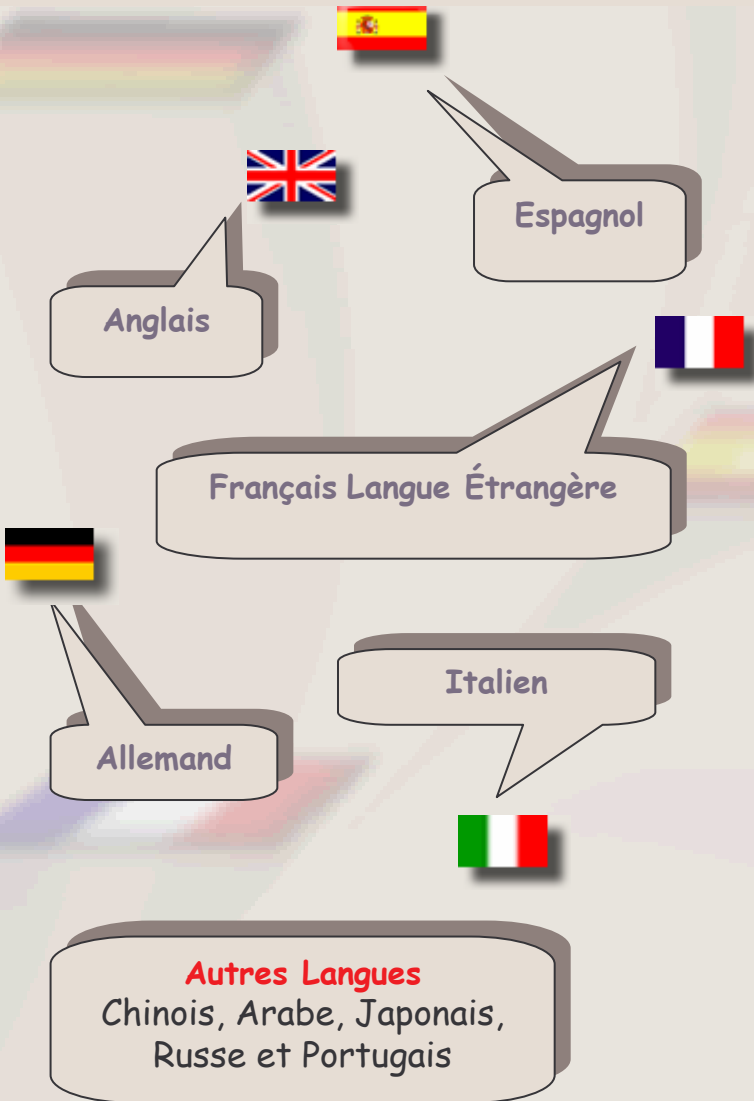 Espagnol
Anglais
Français Langue Étrangère
Italien
Allemand
Autres Langues
Chinois, Arabe, Japonais,
Russe et Portugais